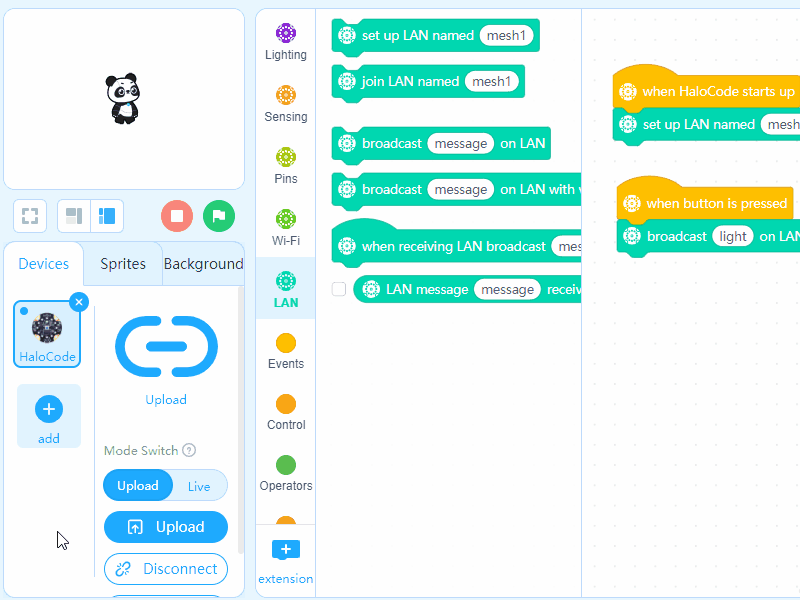 Devices
Sprites
Background
HaloCode
add
Upload
Mode Switch ?
Upload
Live
Upload
Disconnect
Lighting
Sensing
Pins
Wi-Fi
LAN
Events
Control
Operators
extension
set up LAN named mesh1
join LAN named mesh1
broadcast message on LAN
broadcast message on LAN with
when receiving LAN broadcast mes
LAN message message receiv
when HaloCode starts up
set up LAN named mesh
when button is pressed
broadcast light on LAN